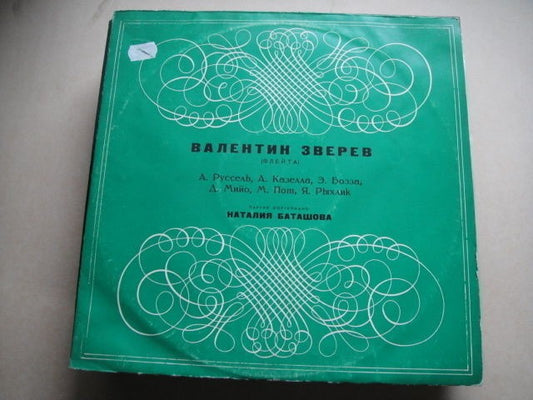 ВАЛЕНТИН ЗВЕРЕВ
(ФЛЕЙТА)
А. Руссель, А. Казелла, Э. Бозза,
Д. Мийо, М. Пот, Я. Рыхлик
ПАРТИЯ ФОРТЕПИАНО
НАТАЛИЯ БАТАШОВА